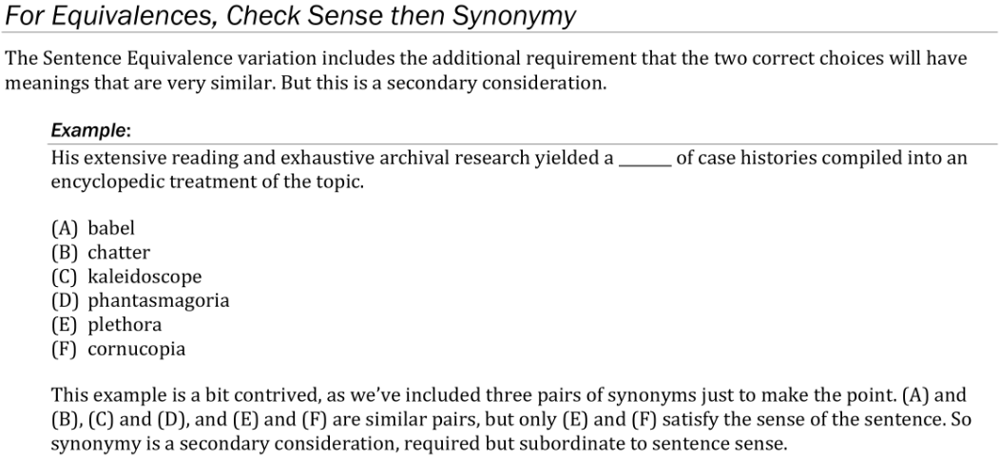 For Equivalences, Check Sense then Synonymy
The Sentence Equivalence variation includes the additional requirement that the two correct choices will have
meanings that are very similar. But this is a secondary consideration.
Example:
His extensive reading and exhaustive archival research yielded a ______ of case histories compiled into an
encyclopedic treatment of the topic.
(A) babel
(B) chatter
(C) kaleidoscope
(D) phantasmagoria
(E) plethora
(F) cornucopia
This example is a bit contrived, as we’ve included three pairs of synonyms just to make the point. (A) and
(B), (C) and (D), and (E) and (F) are similar pairs, but only (E) and (F) satisfy the sense of the sentence. So
synonymy is a secondary consideration, required but subordinate to sentence sense.